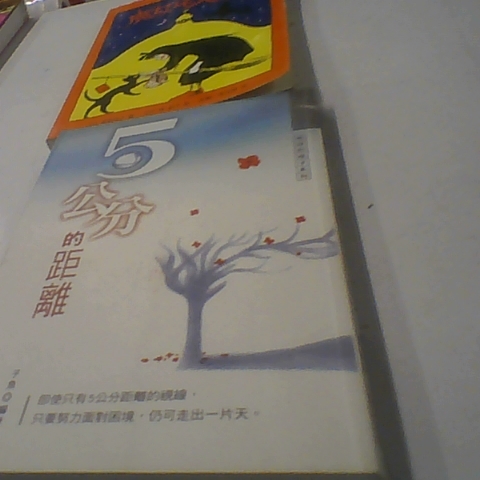 5
公分
的
距離
即使只有5公分距離的視線，
只要努力面對困境，仍可走出一片天。